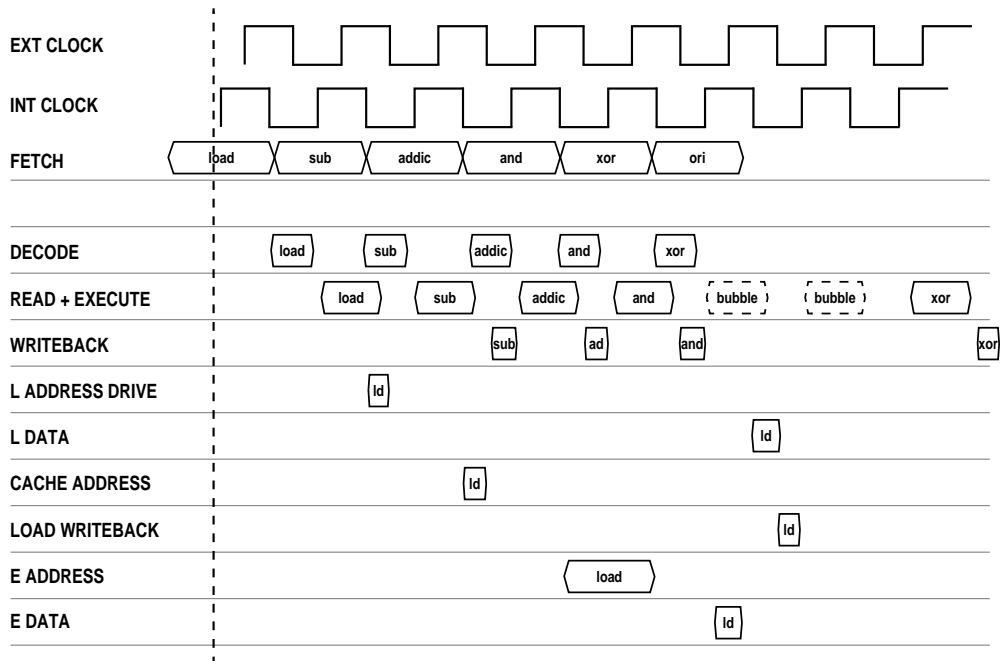 EXT CLOCK
INT CLOCK
FETCH load sub addic and xor ori
DECODE load sub addic and xor
READ + EXECUTE load sub addic and bubble bubble xor
WRITEBACK sub ad and xor
L ADDRESS DRIVE ld
L DATA ld
CACHE ADDRESS ld
LOAD WRITEBACK ld
E ADDRESS load
E DATA ld